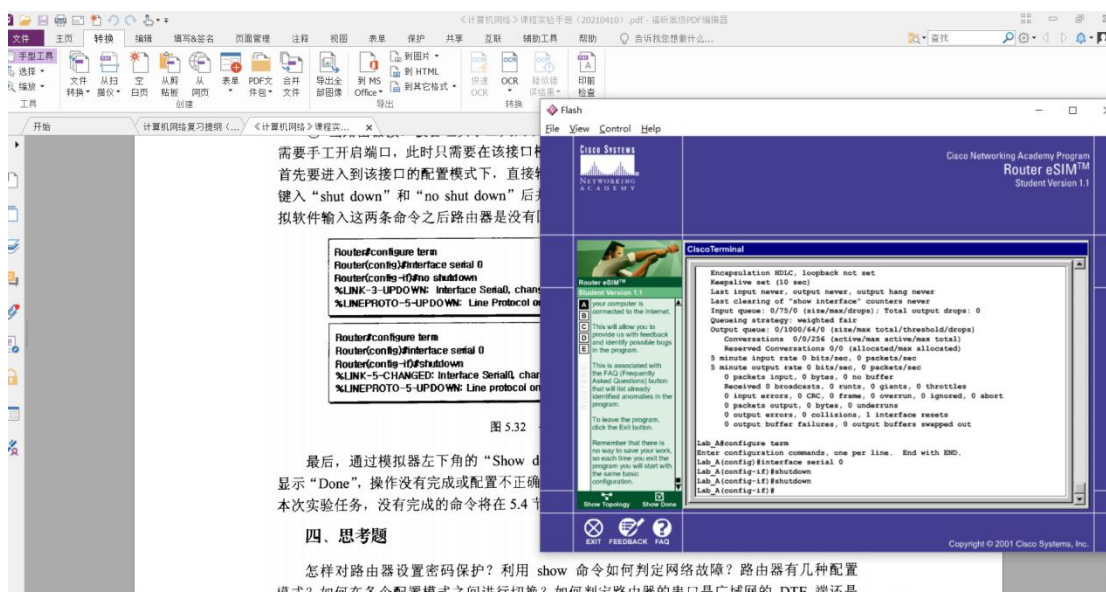 《计算机网络》课程实验手册（20210410）.pdf - 福昕高级PDF编辑器
文件 主页 转换 编辑 填写&签名 页面管理 注释 视图 表单 保护 共享 互联 辅助工具 帮助 告诉我您想做什么... 查找
手型工具
选择
缩放
文件转换 从扫描仪 空白页 从剪贴板 从网页 表单 PDF文件包 合并文件 导出全部图像 到 MS Office 到图片 到 HTML 到其它格式 快速OCR OCR 疑似错误结果 印前检查
工具 创建 导出 转换
开始 计算机网络复习提纲（... 《计算机网络》课程实...
需要手工开启端口，此时只需要在该接口
首先要进入到该接口的配置模式下，直接
键入“shut down”和“no shut down”后
拟软件输入这两条命令之后路由器是没有
Router#configure term
Router(config)#interface serial 0
Router(config-if)#no shutdown
%LINK-3-UPDOWN: Interface Serial0, chan
%LINEPROTO-5-UPDOWN: Line Protocol on
Router#configure term
Router(config)#interface serial 0
Router(config-if)#shutdown
%LINK-5-CHANGED: Interface Serial0, chan
%LINEPROTO-5-UPDOWN: Line protocol on
图 5.32
最后，通过模拟器左下角的“Show d
显示“Done”，操作没有完成或配置不正确
本次实验任务，没有完成的命令将在 5.4 节
四、思考题
怎样对路由器设置密码保护？利用 show 命令如何判定网络故障？路由器有几种配置
模式？如何在各个配置模式之间进行切换？如何判定路由器的串口是广域网的 DTE 端还是
Flash
File View Control Help
CISCO SYSTEMS
NETWORKING
ACADEMY
Cisco Networking Academy Program
Router eSIM™
Student Version 1.1
Router eSIM™
Student Version 1.1
A
B
C
D
E
ROUTERS
your computer is
connected to the Internet.
This will allow you to
provide us with feedback
and identify possible bugs
in the program.
This is associated with
the FAQ (Frequently
Asked Questions) button
that will list already
identified anomalies in the
program.
To leave the program,
click the Exit button.
Remember that there is
no way to save your work,
so each time you exit the
program you will start with
the same basic
configuration.
Show Topology Show Done
CiscoTerminal
Encapsulation HDLC, loopback not set
Keepalive set (10 sec)
Last input never, output never, output hang never
Last clearing of "show interface" counters never
Input queue: 0/75/0 (size/max/drops); Total output drops: 0
Queueing strategy: weighted fair
Output queue: 0/1000/64/0 (size/max total/threshold/drops)
Conversations 0/0/256 (active/max active/max total)
Reserved Conversations 0/0 (allocated/max allocated)
5 minute input rate 0 bits/sec, 0 packets/sec
5 minute output rate 0 bits/sec, 0 packets/sec
0 packets input, 0 bytes, 0 no buffer
Received 0 broadcasts, 0 runts, 0 giants, 0 throttles
0 input errors, 0 CRC, 0 frame, 0 overrun, 0 ignored, 0 abort
0 packets output, 0 bytes, 0 underruns
0 output errors, 0 collisions, 1 interface resets
0 output buffer failures, 0 output buffers swapped out
Lab_A#configure term
Enter configuration commands, one per line. End with END.
Lab_A(config)#interface serial 0
Lab_A(config-if)#shutdown
Lab_A(config-if)#shutdown
Lab_A(config-if)#
EXIT FEEDBACK FAQ
Copyright © 2001 Cisco Systems, Inc.